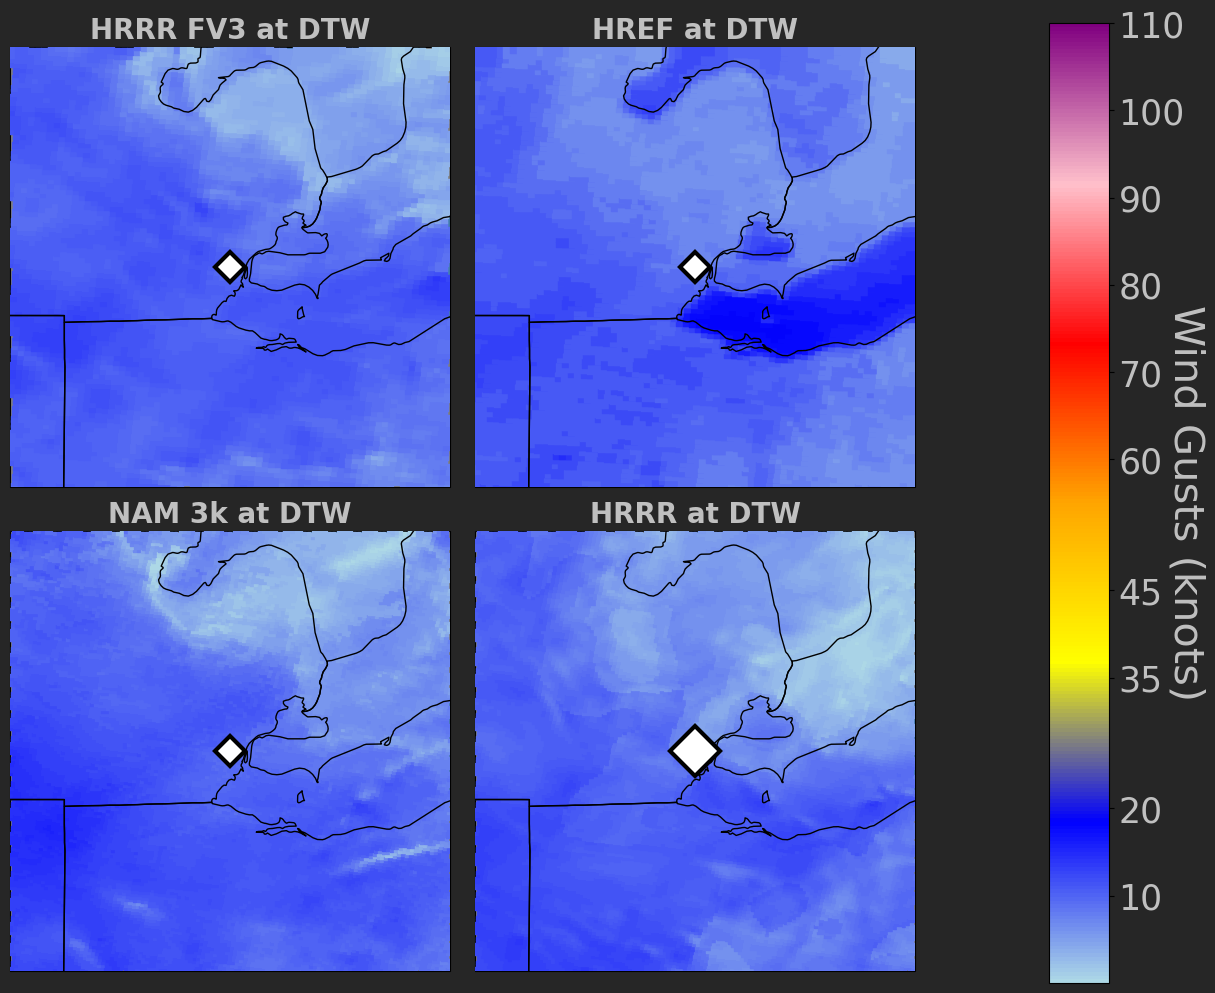 HRRR FV3 at DTW
HREF at DTW
NAM 3k at DTW
HRRR at DTW
110
100
90
80
70
60
45
35
20
10
Wind Gusts (knots)